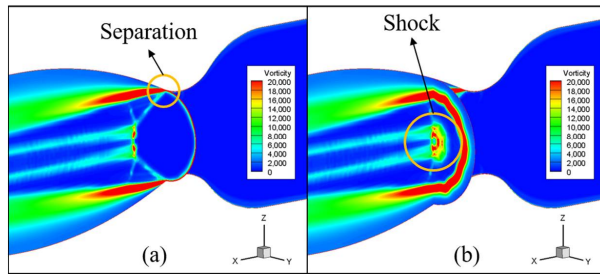 Separation
Vorticity
20,000
18,000
16,000
14,000
12,000
10,000
8,000
6,000
4,000
2,000
0
Z
X
Y
(a)
Shock
Vorticity
20,000
18,000
16,000
14,000
12,000
10,000
8,000
6,000
4,000
2,000
0
Z
X
Y
(b)